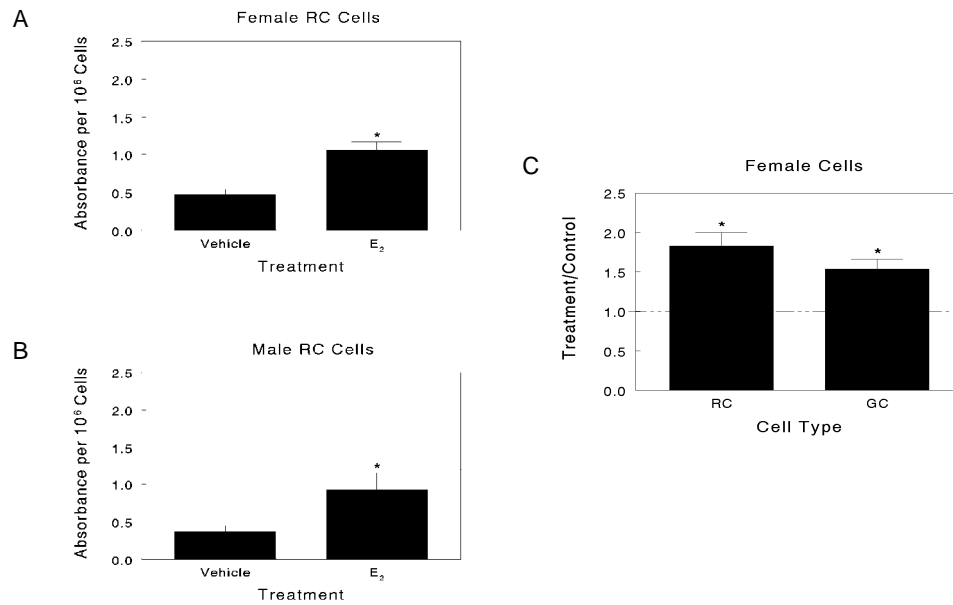 A
Female RC Cells
Absorbance per 10⁶ Cells
2.5
2.0
1.5
1.0
0.5
0.0
*
Vehicle
E₂
Treatment
B
Male RC Cells
Absorbance per 10⁶ Cells
2.5
2.0
1.5
1.0
0.5
0.0
*
Vehicle
E₂
Treatment
C
Female Cells
Treatment/Control
2.5
2.0
1.5
1.0
0.5
0.0
*
*
RC
GC
Cell Type